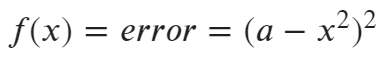 f(x) = error = (a − x²)²